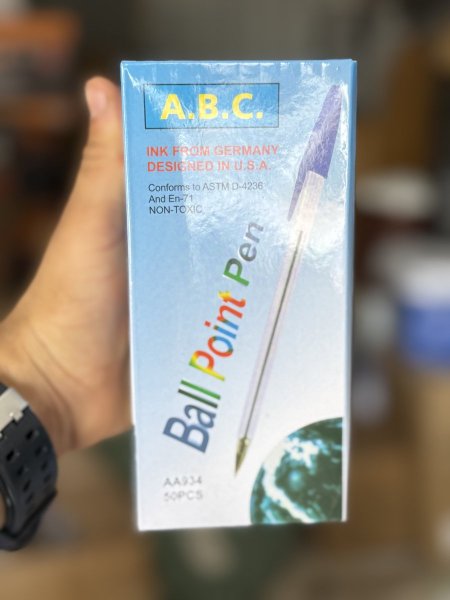 A.B.C.
INK FROM GERMANY
DESIGNED IN U.S.A.
Conforms to ASTM D-4236
And En-71
NON-TOXIC
Ball Point Pen
AA934
50PCS